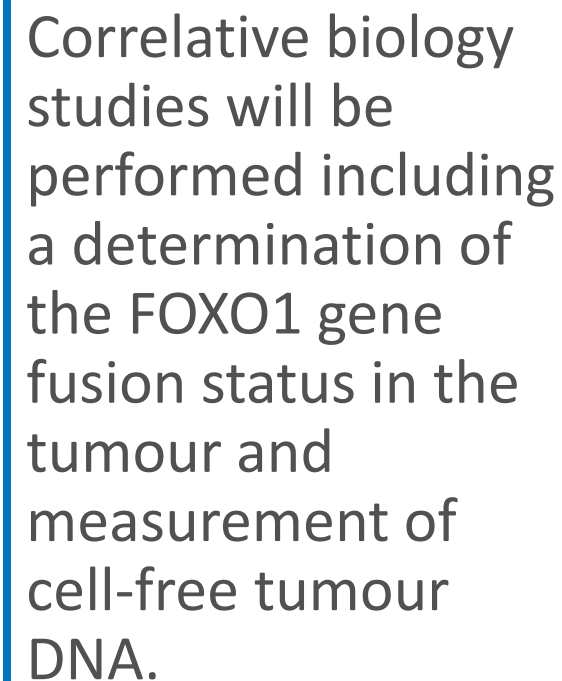 Correlative biology
studies will be
performed including
a determination of
the FOXO1 gene
fusion status in the
tumour and
measurement of
cell-free tumour
DNA.